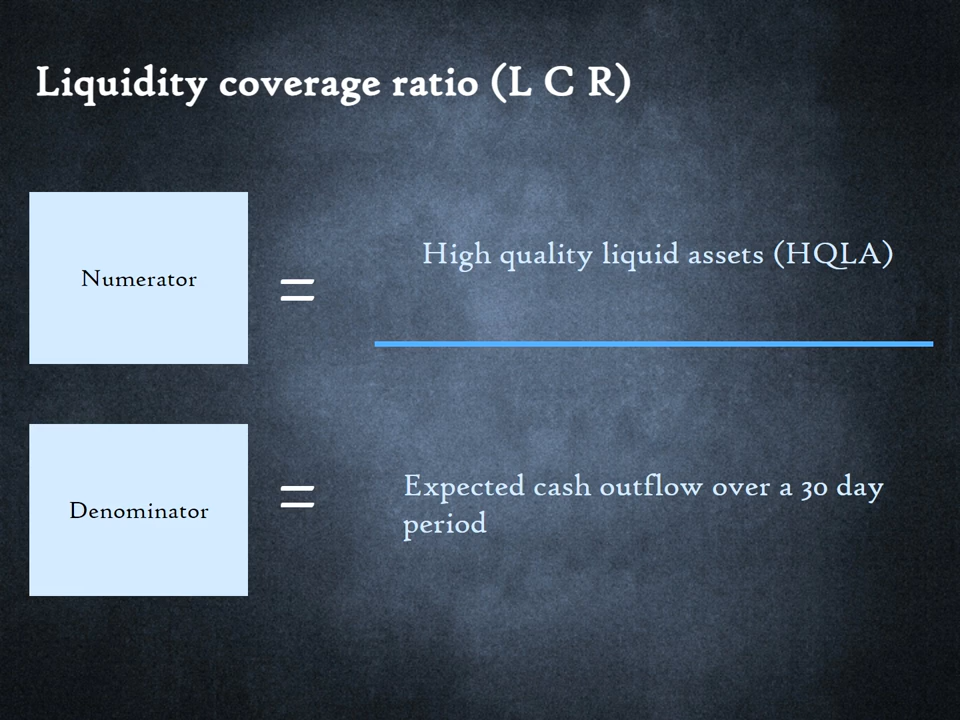 Liquidity coverage ratio (L C R)
Numerator
=
High quality liquid assets (HQLA)
Denominator
=
Expected cash outflow over a 30 day
period